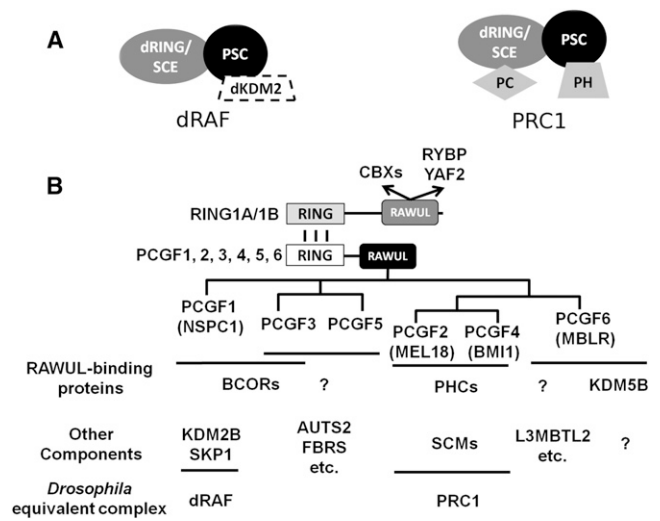 A
dRING/
SCE
PSC
dKDM2
dRAF
dRING/
SCE
PSC
PC
PH
PRC1
B
CBXs
RYBP
YAF2
RING1A/1B
RING
RAWUL
PCGF1, 2, 3, 4, 5, 6
RING
RAWUL
PCGF1
(NSPC1)
PCGF3
PCGF5
PCGF2
(MEL18)
PCGF4
(BMI1)
PCGF6
(MBLR)
RAWUL-binding
proteins
BCORs
?
PHCs
?
KDM5B
Other
Components
KDM2B
SKP1
AUTS2
FBRS
etc.
SCMs
L3MBTL2
etc.
?
Drosophila
equivalent complex
dRAF
PRC1